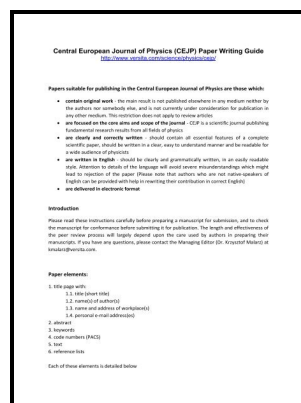 Central European Journal of Physics (CEJP) Paper Writing Guide
http://www.versita.com/science/physics/cejp/
Papers suitable for publishing in the Central European Journal of Physics are those which:
• contain original work - the main result is not published elsewhere in any medium neither by
the authors nor somebody else, and is not currently under consideration for publication in
any other medium. This restriction does not apply to review articles
• are focused on the core aims and scope of the journal - CEJP is a scientific journal publishing
fundamental research results from all fields of physics
• are clearly and correctly written - should contain all essential features of a complete
scientific paper, should be written in a clear, easy to understand manner and be readable for
a wide audience of physicists
• are written in English - should be clearly and grammatically written, in an easily readable
style. Attention to details of the language will avoid severe misunderstandings which might
lead to rejection of the paper (Please note that authors who are not native-speakers of
English can be provided with help in rewriting their contribution in correct English)
• are delivered in electronic format
Introduction
Please read these instructions carefully before preparing a manuscript for submission, and to check
the manuscript for conformance before submitting it for publication. The length and effectiveness
of the peer review process will largely depend upon the care used by authors in preparing their
manuscripts. If you have any questions, please contact the Managing Editor (Dr. Krzysztof Malarz) at
kmalarz@versita.com.
Paper elements:
1. title page with:
1.1. title (short title)
1.2. name(s) of author(s)
1.3. name and address of workplace(s)
1.4. personal e-mail address(es)
2. abstract
3. keywords
4. code numbers (PACS)
5. text
6. reference lists
Each of these elements is detailed below